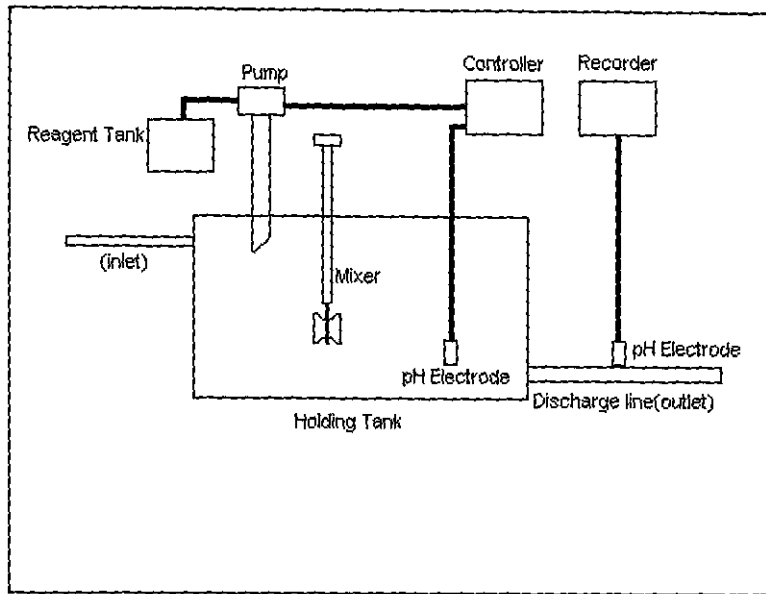 Controller
Recorder
Pump
Reagent Tank
(inlet)
Mixer
pH Electrode
pH Electrode
Discharge line(outlet)
Holding Tank